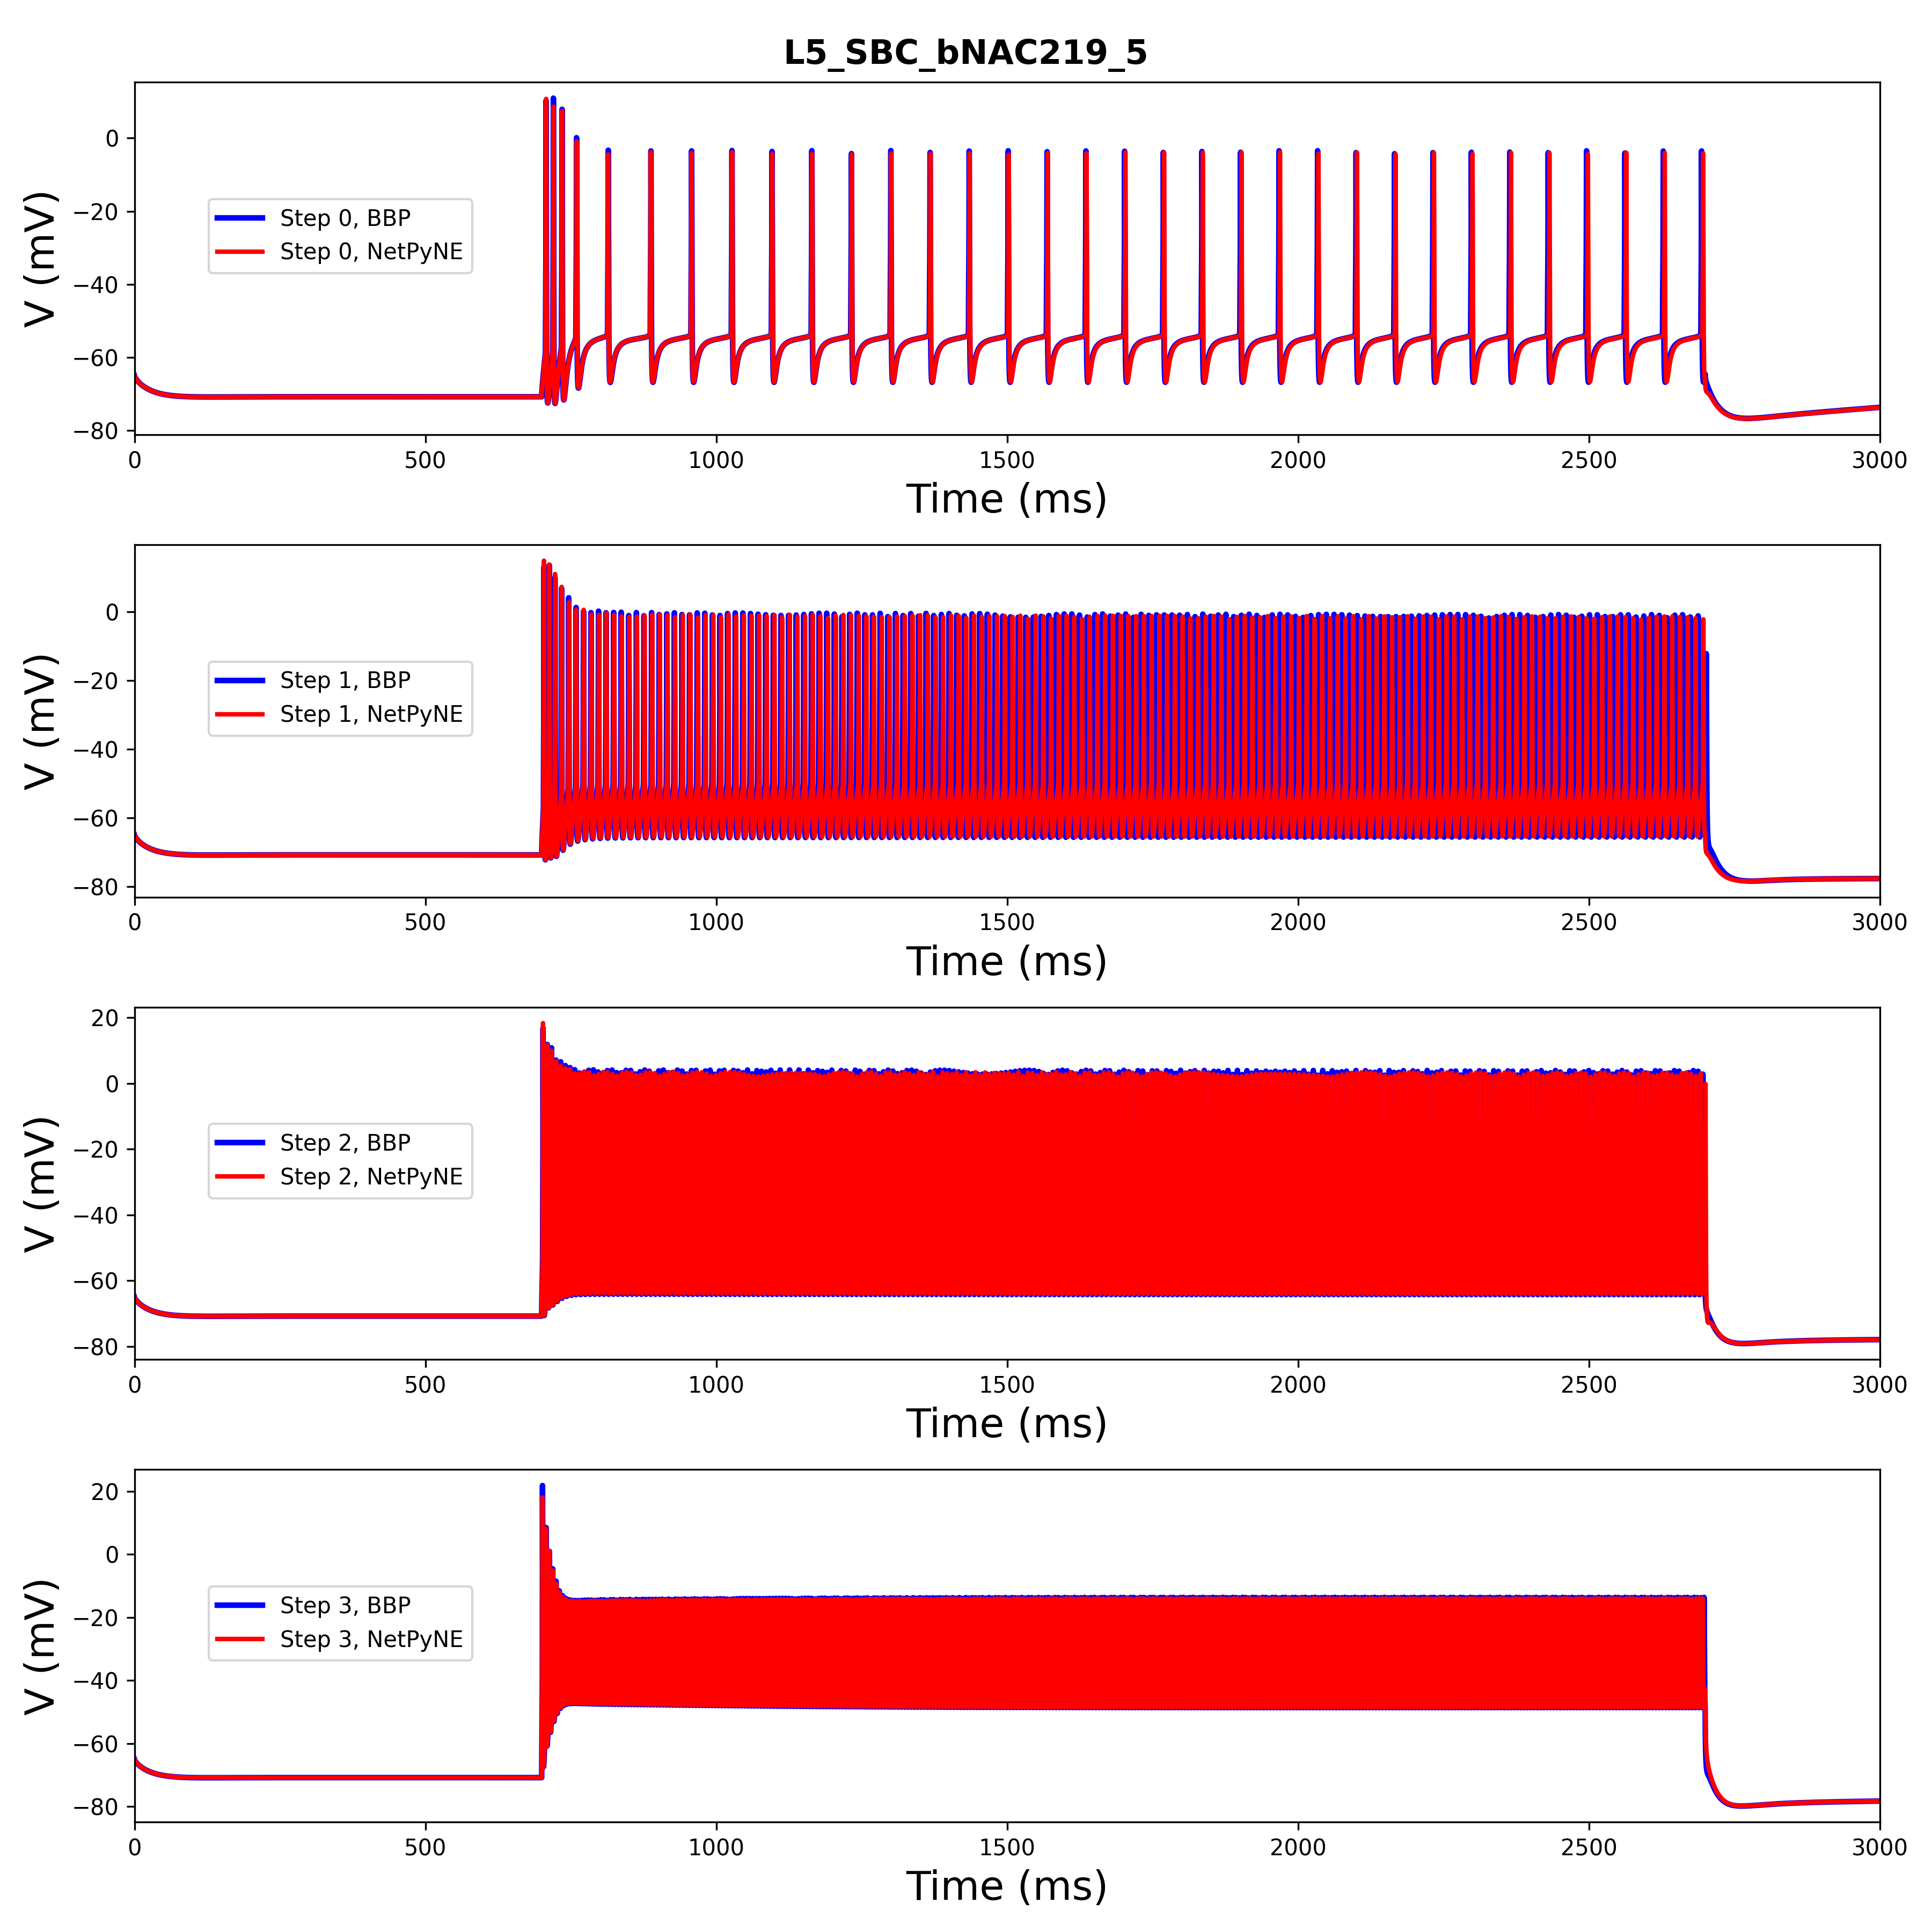 L5_SBC_bNAC219_5
0
−20
−40
−60
−80
V (mV)
Step 0, BBP
Step 0, NetPyNE
0 500 1000 1500 2000 2500 3000
Time (ms)
0
−20
−40
−60
−80
V (mV)
Step 1, BBP
Step 1, NetPyNE
0 500 1000 1500 2000 2500 3000
Time (ms)
20
0
−20
−40
−60
−80
V (mV)
Step 2, BBP
Step 2, NetPyNE
0 500 1000 1500 2000 2500 3000
Time (ms)
20
0
−20
−40
−60
−80
V (mV)
Step 3, BBP
Step 3, NetPyNE
0 500 1000 1500 2000 2500 3000
Time (ms)